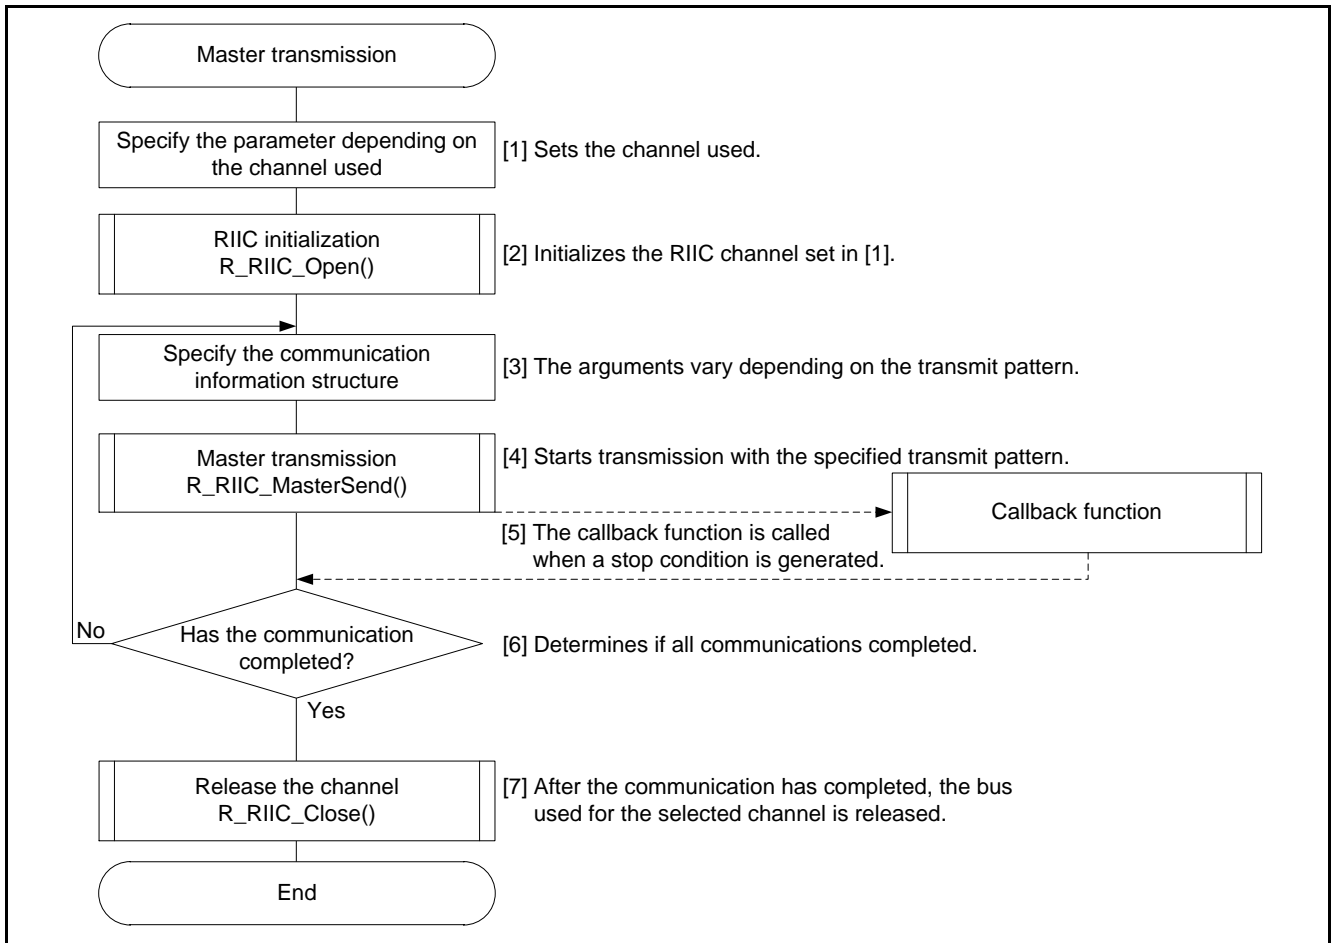 Master transmission
Specify the parameter depending on
the channel used
[1] Sets the channel used.
RIIC initialization
R_RIIC_Open()
[2] Initializes the RIIC channel set in [1].
Specify the communication
information structure
[3] The arguments vary depending on the transmit pattern.
Master transmission
R_RIIC_MasterSend()
[4] Starts transmission with the specified transmit pattern.
Callback function
[5] The callback function is called
when a stop condition is generated.
No
Has the communication
completed?
[6] Determines if all communications completed.
Yes
Release the channel
R_RIIC_Close()
[7] After the communication has completed, the bus
used for the selected channel is released.
End